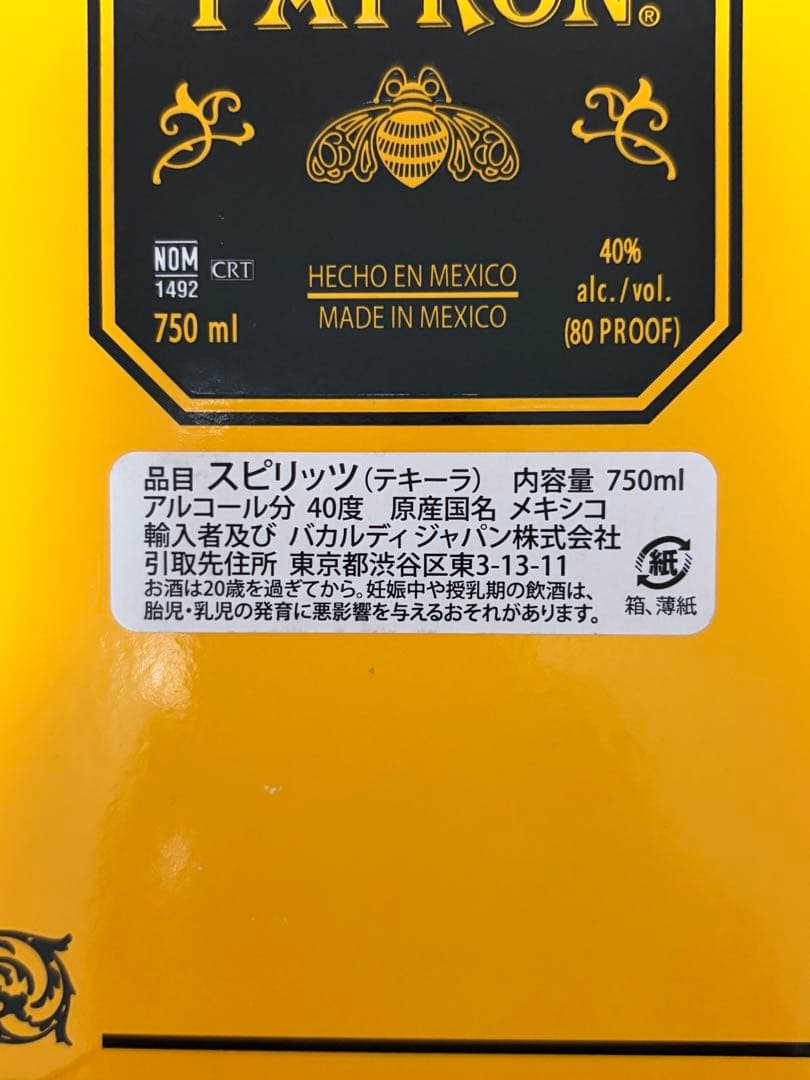 PATRÓN®
NOM
1492
CRT
750 ml
HECHO EN MEXICO
MADE IN MEXICO
40%
alc./vol.
(80 PROOF)
品目 スピリッツ(テキーラ) 内容量 750ml
アルコール分 40度 原産国名 メキシコ
輸入者及び バカルディ ジャパン株式会社
引取先住所 東京都渋谷区東3-13-11
お酒は20歳を過ぎてから。妊娠中や授乳期の飲酒は、
胎児・乳児の発育に悪影響を与えるおそれがあります。
紙
箱、薄紙